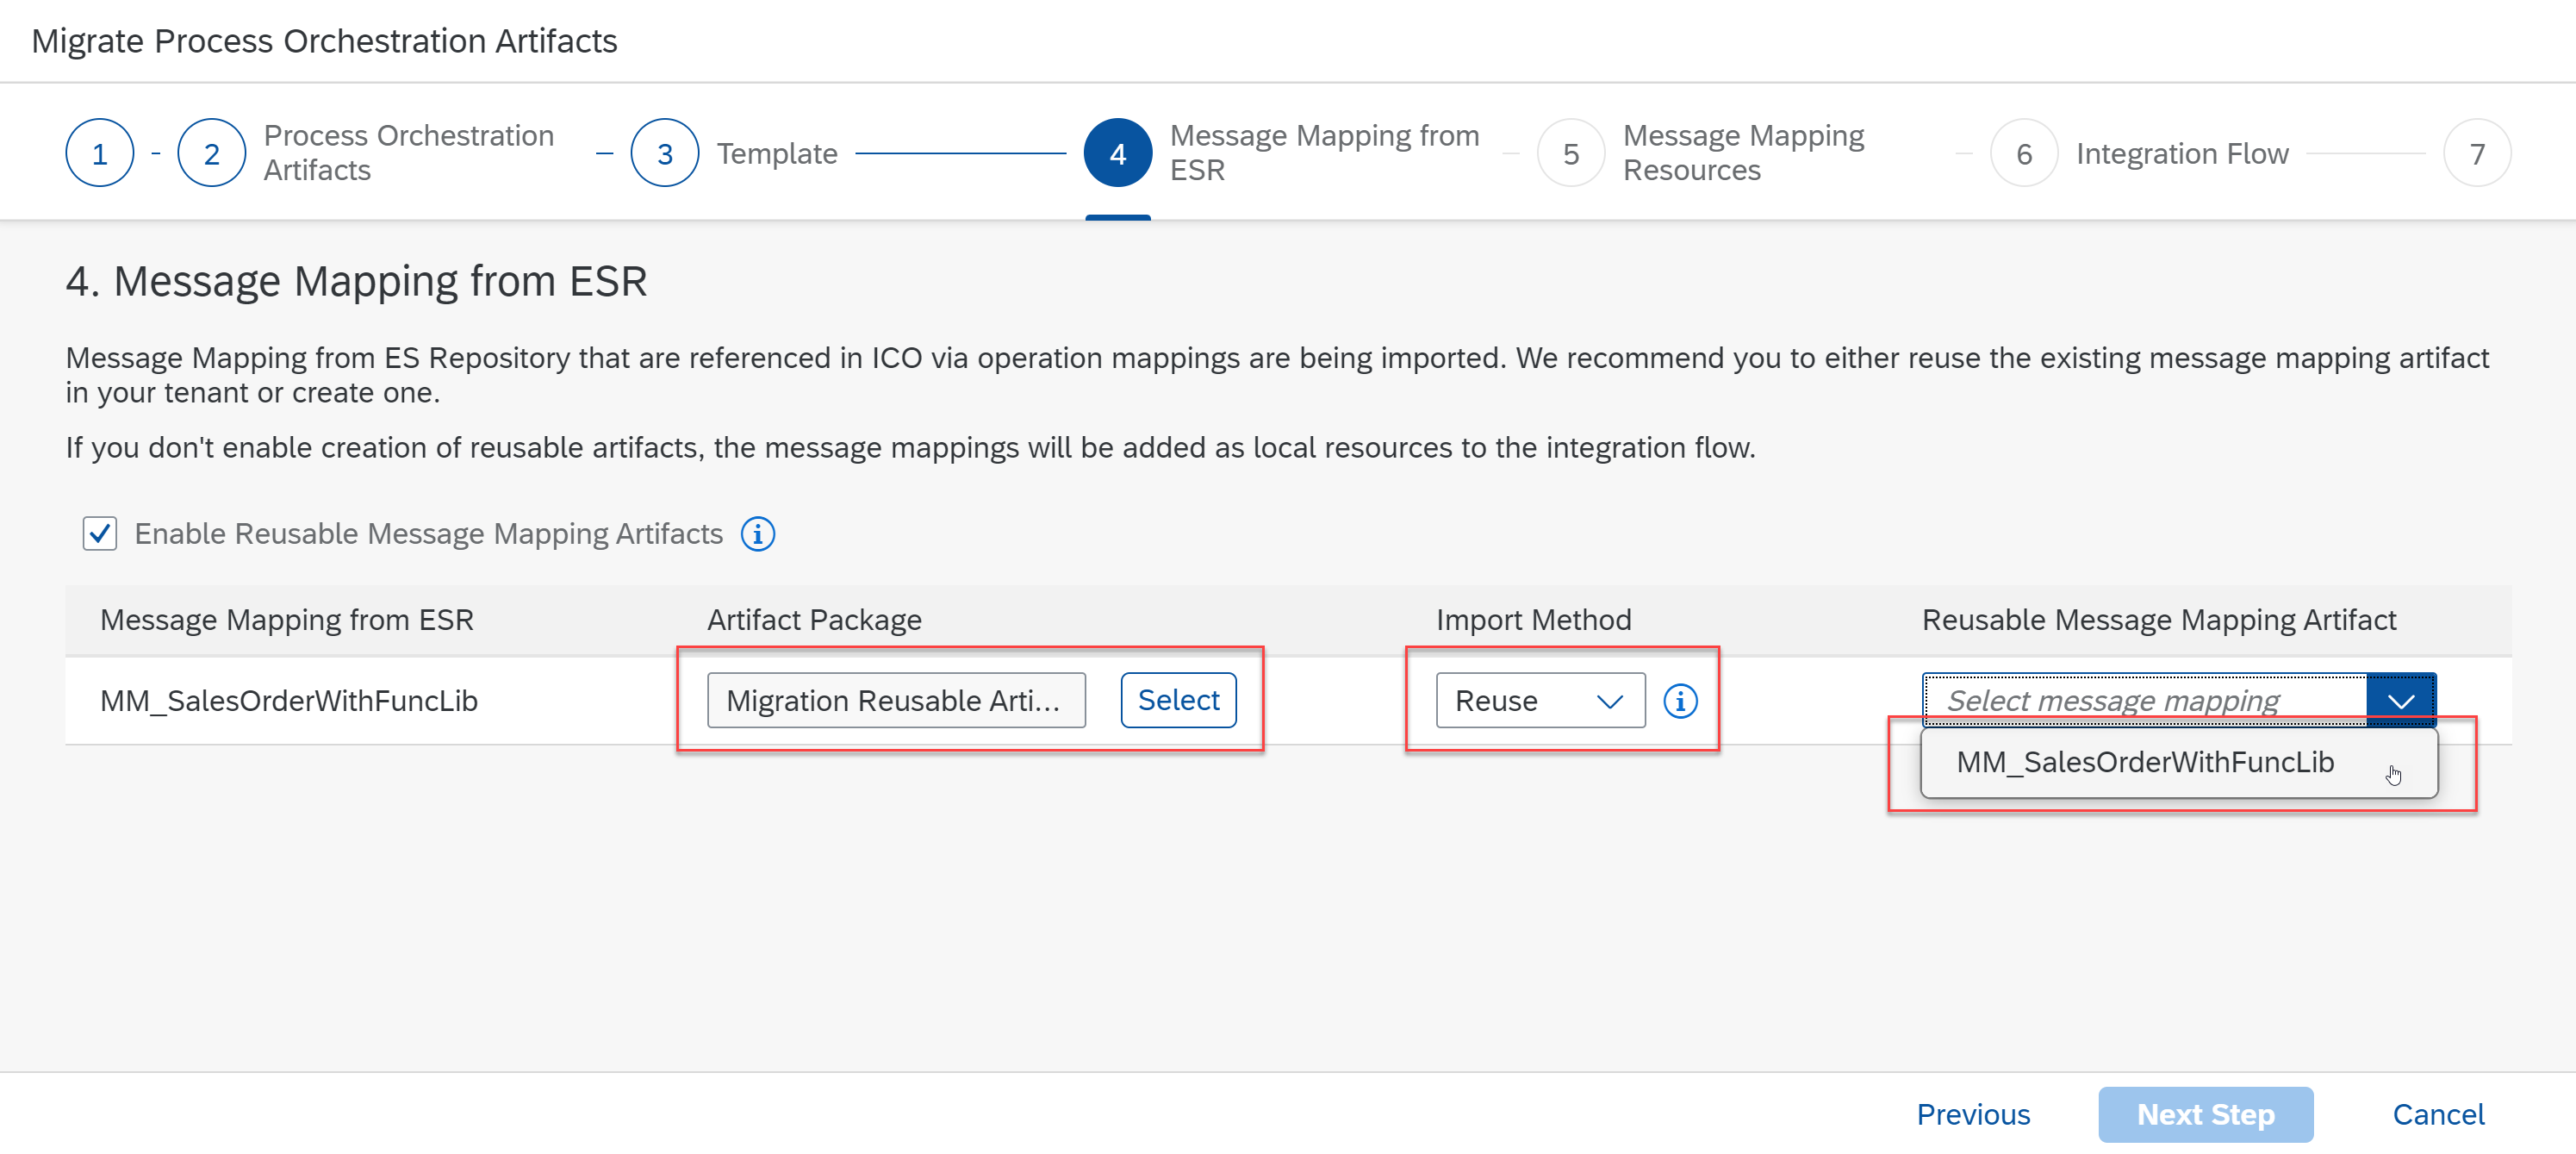 Migrate Process Orchestration Artifacts
1
2
Process Orchestration
Artifacts
3
Template
4
Message Mapping from
ESR
5
Message Mapping
Resources
6
Integration Flow
7
4. Message Mapping from ESR
Message Mapping from ES Repository that are referenced in ICO via operation mappings are being imported. We recommend you to either reuse the existing message mapping artifact
in your tenant or create one.
If you don't enable creation of reusable artifacts, the message mappings will be added as local resources to the integration flow.
Enable Reusable Message Mapping Artifacts
Message Mapping from ESR
Artifact Package
Import Method
Reusable Message Mapping Artifact
MM_SalesOrderWithFuncLib
Migration Reusable Arti...
Select
Reuse
Select message mapping
MM_SalesOrderWithFuncLib
Previous
Next Step
Cancel